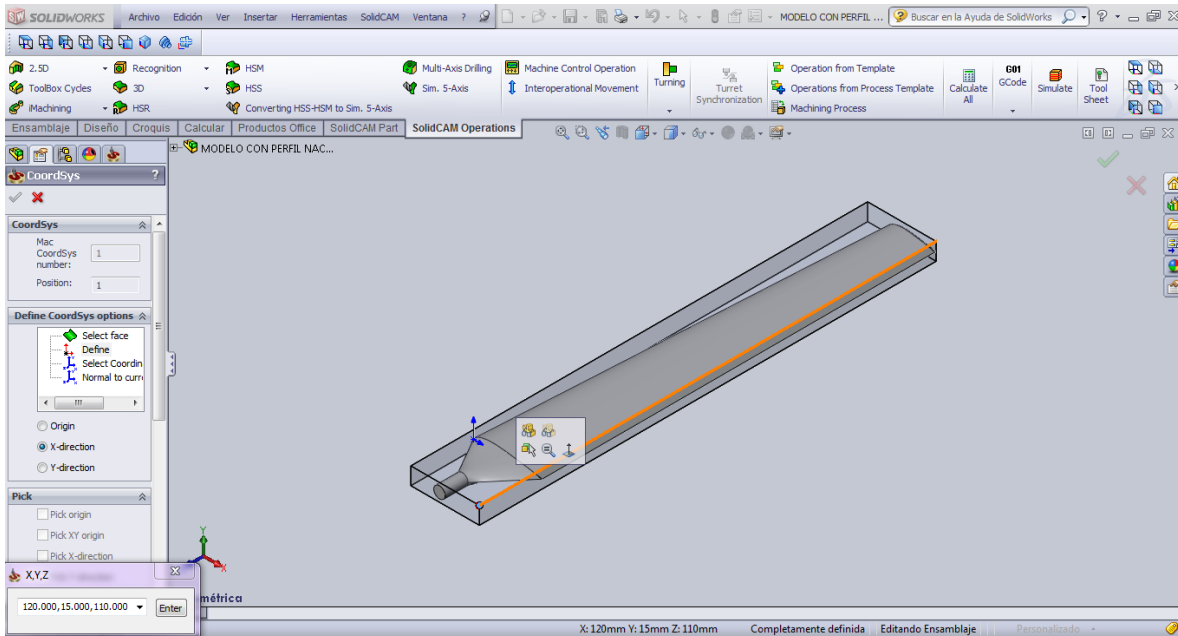 SOLIDWORKS Archivo Edición Ver Insertar Herramientas SolidCAM Ventana ? MODELO CON PERFIL ... Buscar en la Ayuda de SolidWorks
2.5D Recognition HSM Multi-Axis Drilling Machine Control Operation Operation from Template
ToolBox Cycles 3D HSS Sim. 5-Axis Interoperational Movement Operations from Process Template
iMachining HSR Converting HSS-HSM to Sim. 5-Axis Machining Process
Turning
Turret
Synchronization
Calculate
All
G01
GCode
Simulate
Tool
Sheet
Ensamblaje Diseño Croquis Calcular Productos Office SolidCAM Part SolidCAM Operations
MODELO CON PERFIL NAC...
CoordSys ?
CoordSys
Mac
CoordSys
number:
1
Position: 1
Define CoordSys options
Select face
Define
Select Coordin
Normal to curr
Origin
X-direction
Y-direction
Pick
Pick origin
Pick XY origin
Pick X-direction
X,Y,Z
120.000,15.000,110.000 Enter
Y
X
métrica
X: 120mm Y: 15mm Z: 110mm Completamente definida Editando Ensamblaje Personalizado